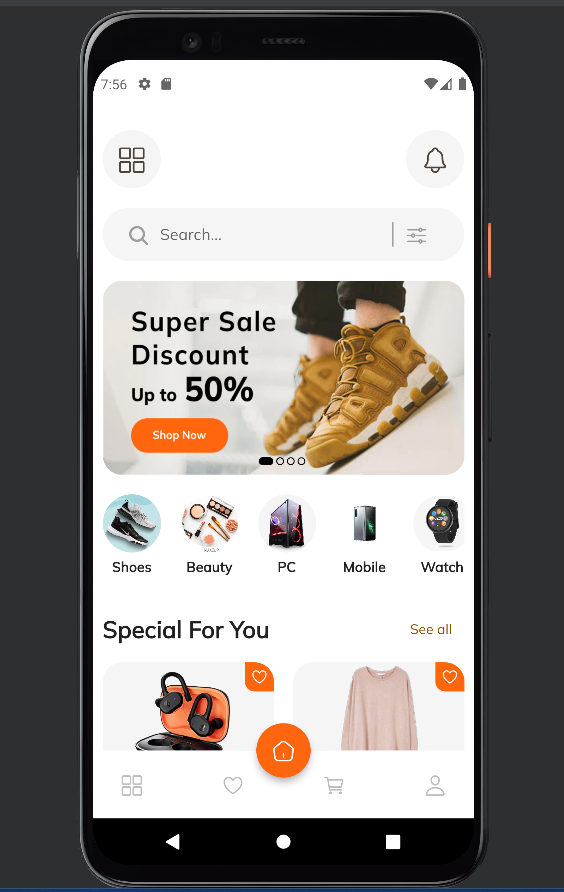 7:56
Search...
Super Sale
Discount
Up to 50%
Shop Now
Shoes
Beauty
PC
Mobile
Watch
Special For You
See all